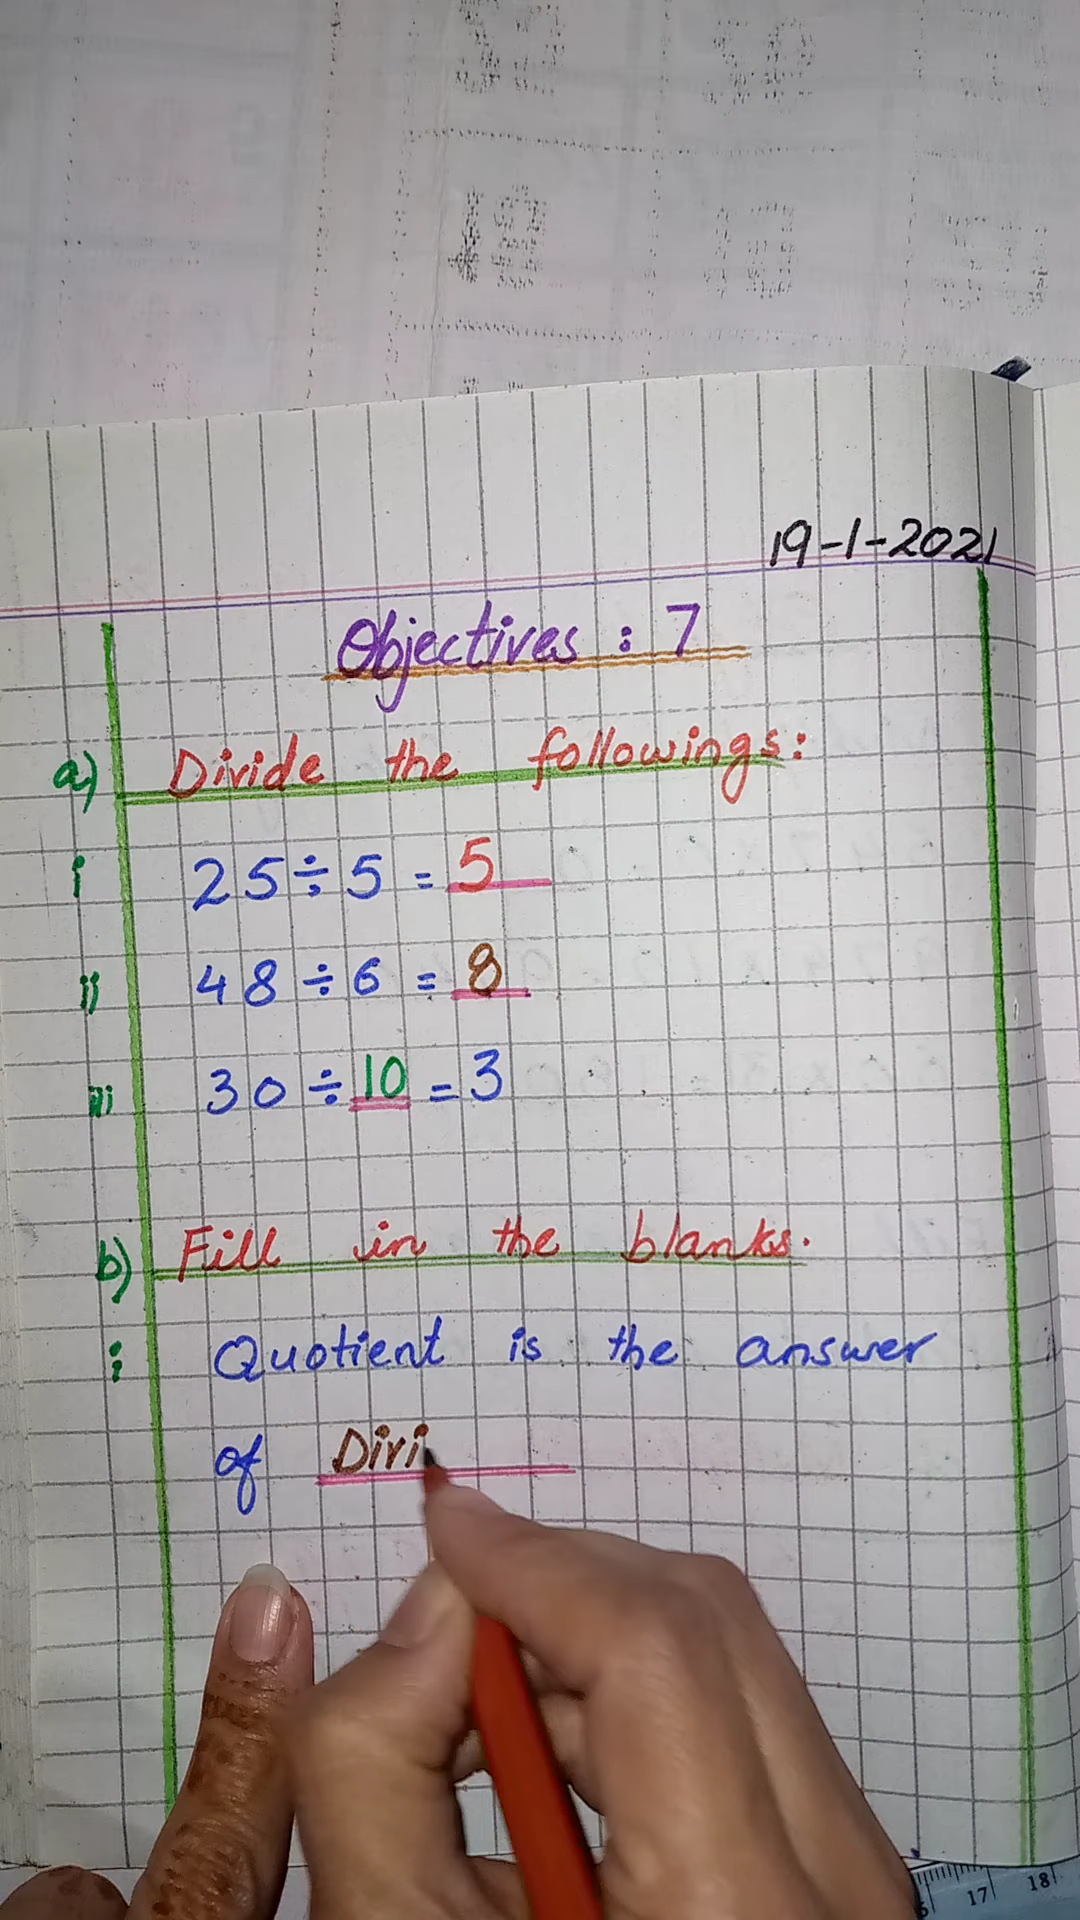 19-1-2021
Objectives : 7
a) Divide the followings:
i 25 ÷ 5 = 5
ii 48 ÷ 6 = 8
iii 30 ÷ 10 = 3
b) Fill in the blanks.
i Quotient is the answer
of Divi
17 18